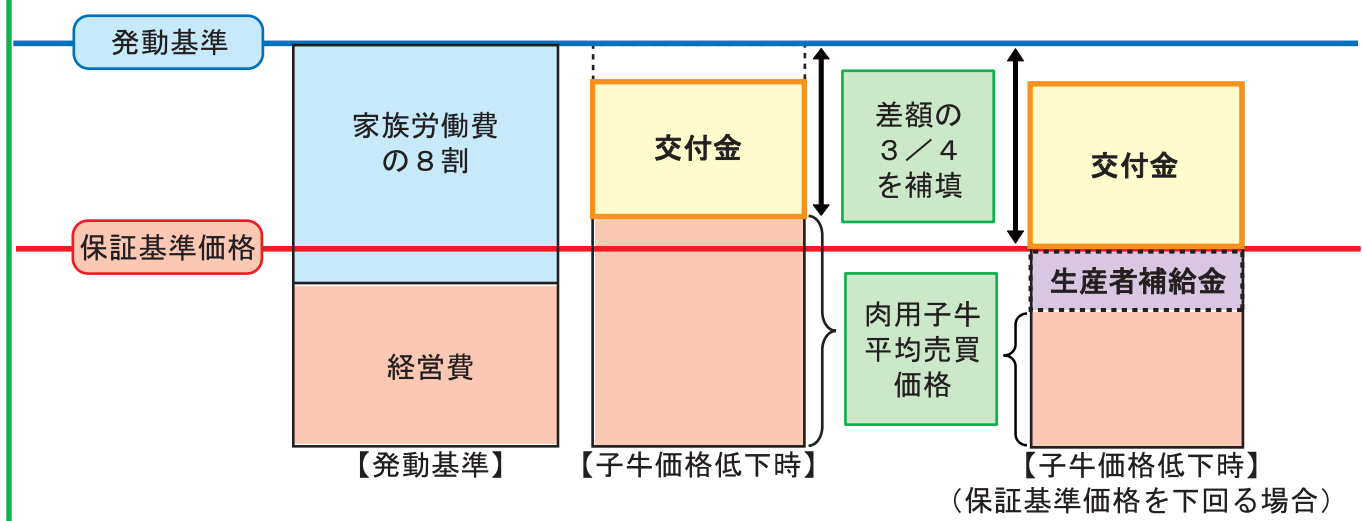 発動基準
家族労働費
の8割
交付金
差額の
3／4
を補填
交付金
保証基準価格
生産者補給金
経営費
肉用子牛
平均売買
価格
【発動基準】
【子牛価格低下時】
【子牛価格低下時】
（保証基準価格を下回る場合）